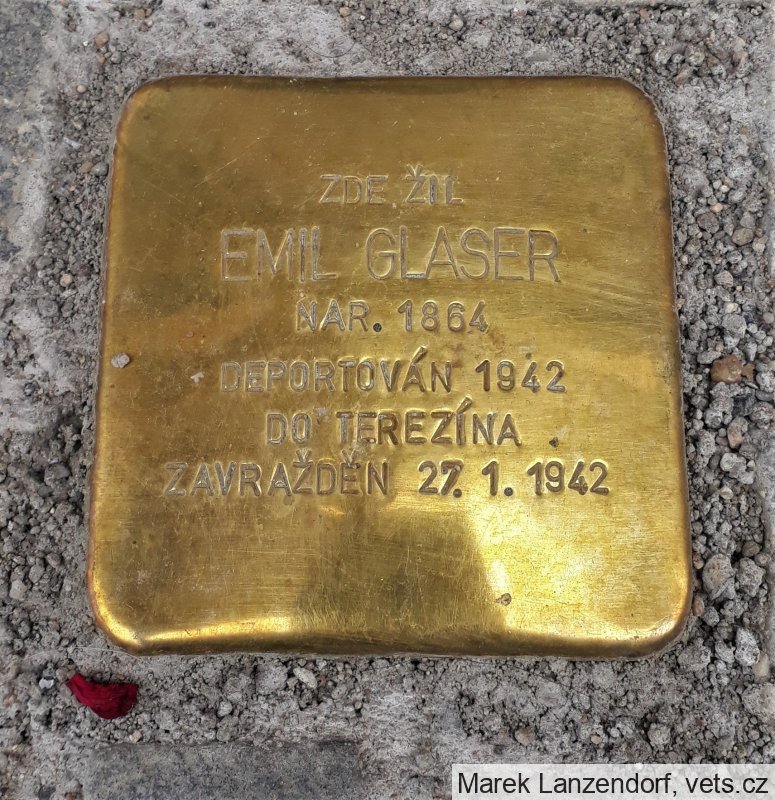 ZDE ŽIL
EMIL GLASER
NAR. 1864
DEPORTOVÁN 1942
DO TEREZÍNA
ZAVRAŽDĚN 27. 1. 1942
Marek Lanzendorf, vets.cz